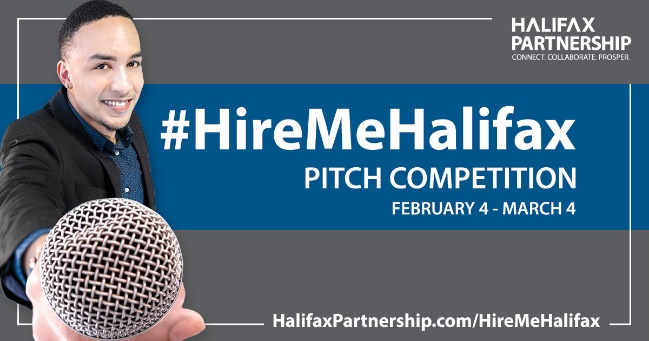 HALIFAX
PARTNERSHIP
CONNECT. COLLABORATE. PROSPER.
#HireMeHalifax
PITCH COMPETITION
FEBRUARY 4 - MARCH 4
HalifaxPartnership.com/HireMeHalifax